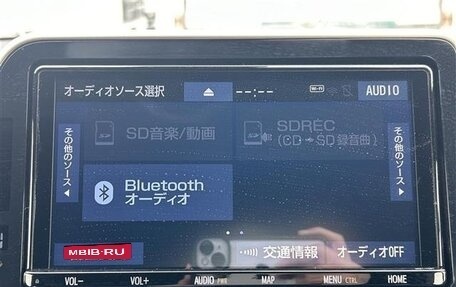 オーディオソース選択
--:--
Wi-Fi
AUDIO
その他のソース
SD音楽/動画
SDREC
(CD→SD録音曲)
その他のソース
Bluetooth
オーディオ
MBIB-RU
交通情報
オーディオOFF
VOL−
VOL+
AUDIO PWR
MAP
MENU
HOME